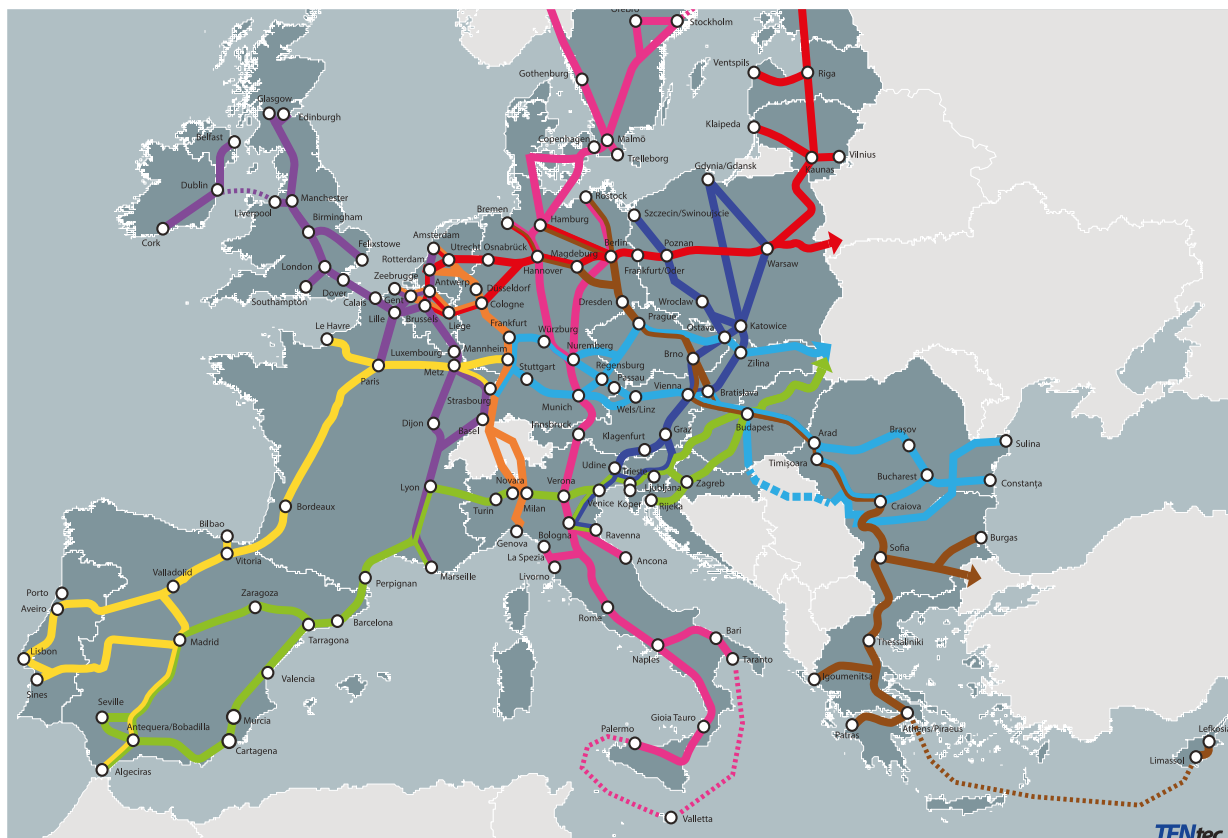 Örebro
Stockholm
Gothenburg
Ventspils
Riga
Glasgow
Edinburgh
Klaipeda
Belfast
Copenhagen
Malmö
Trelleborg
Vilnius
Kaunas
Gdynia/Gdansk
Dublin
Manchester
Liverpool
Rostock
Szczecin/Swinoujscie
Birmingham
Bremen
Hamburg
Cork
Amsterdam
Felixstowe
Utrecht
Osnabrück
Magdeburg
Berlin
Poznan
Rotterdam
Hannover
Frankfurt/Oder
Warsaw
London
Zeebrugge
Antwerp
Düsseldorf
Dover
Southampton
Calais
Gent
Cologne
Dresden
Wroclaw
Lille
Brussels
Liège
Prague
Le Havre
Frankfurt
Würzburg
Ostava
Katowice
Luxembourg
Mannheim
Nuremberg
Brno
Zilina
Paris
Metz
Stuttgart
Regensburg
Passau
Strasbourg
Vienna
Bratislava
Munich
Wels/Linz
Dijon
Basel
Innsbruck
Klagenfurt
Graz
Budapest
Arad
Braşov
Sulina
Timişoara
Udine
Trieste
Bucharest
Lyon
Novara
Verona
Ljubljana
Zagreb
Constanţa
Turin
Milan
Venice
Koper
Rijeka
Craiova
Bordeaux
Bilbao
Genova
Bologna
Ravenna
Burgas
Vitoria
La Spezia
Ancona
Sofia
Marseille
Livorno
Valladolid
Perpignan
Porto
Aveiro
Zaragoza
Barcelona
Rome
Madrid
Tarragona
Bari
Thessaliniki
Lisbon
Naples
Taranto
Sines
Valencia
Igoumenitsa
Seville
Murcia
Antequera/Bobadilla
Gioia Tauro
Palermo
Patras
Athens/Piraeus
Cartagena
Lefkosia
Limassol
Algeciras
Valletta
TENtec